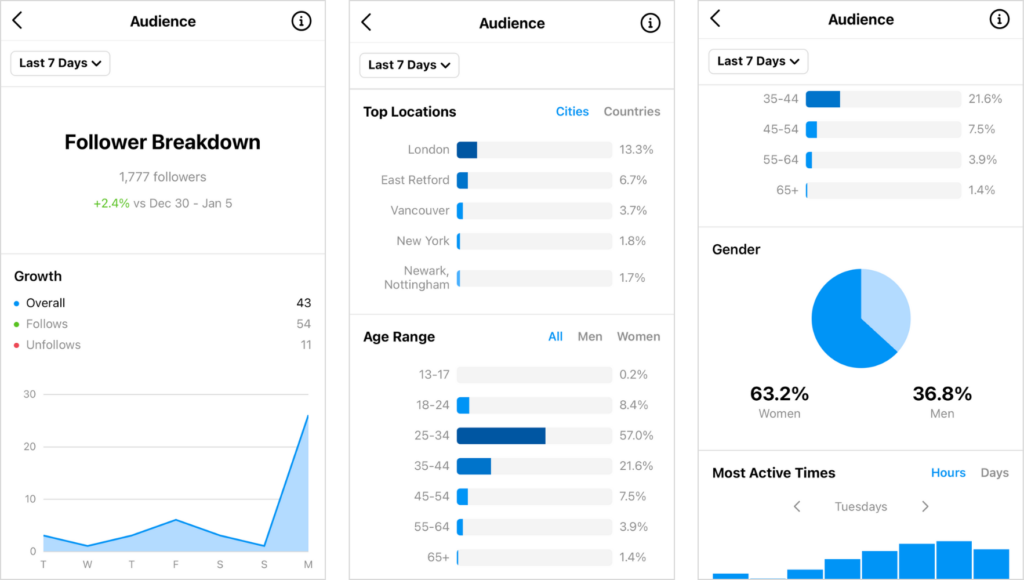 Audience
Last 7 Days
Follower Breakdown
1,777 followers
+2.4% vs Dec 30 - Jan 5
Growth
Overall 43
Follows 54
Unfollows 11
30
20
10
0
T W T F S S M
Audience
Last 7 Days
Top Locations Cities Countries
London 13.3%
East Retford 6.7%
Vancouver 3.7%
New York 1.8%
Newark,
Nottingham 1.7%
Age Range All Men Women
13-17 0.2%
18-24 8.4%
25-34 57.0%
35-44 21.6%
45-54 7.5%
55-64 3.9%
65+ 1.4%
Audience
Last 7 Days
35-44 21.6%
45-54 7.5%
55-64 3.9%
65+ 1.4%
Gender
63.2% 36.8%
Women Men
Most Active Times Hours Days
Tuesdays